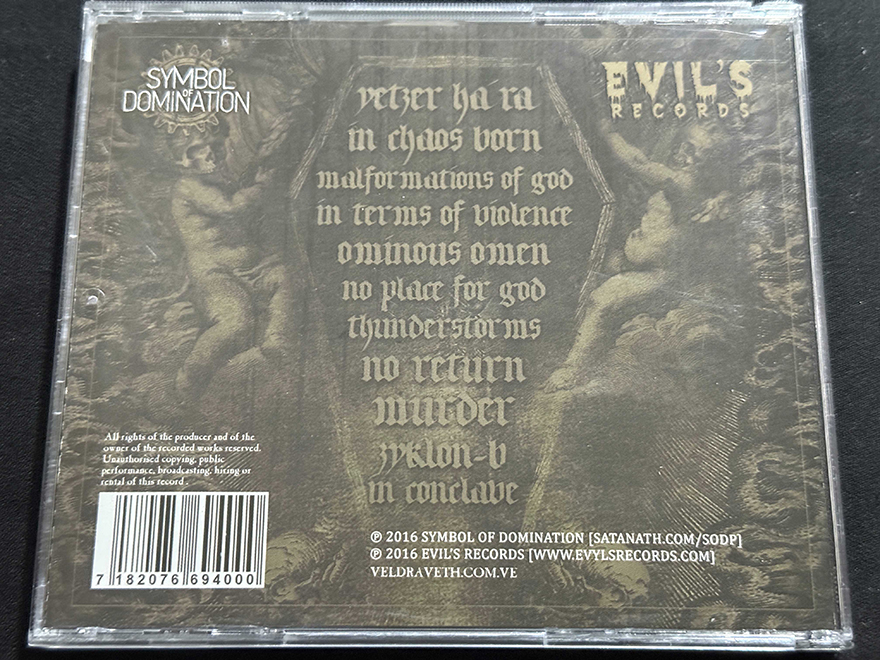 SYMBOL
OF
DOMINATION
EVIL'S
RECORDS
yetzer ha ra
in chaos born
malformations of god
in terms of violence
ominous omen
no place for god
thunderstorms
no return
murder
zyklon-b
in conclave
All rights of the producer and of the
owner of the recorded works reserved.
Unauthorised copying, public
performance, broadcasting, hiring or
rental of this record.
7 182076 694000
℗ 2016 SYMBOL OF DOMINATION [SATANATH.COM/SODP]
℗ 2016 EVIL'S RECORDS [WWW.EVYLSRECORDS.COM]
VELDRAVETH.COM.VE